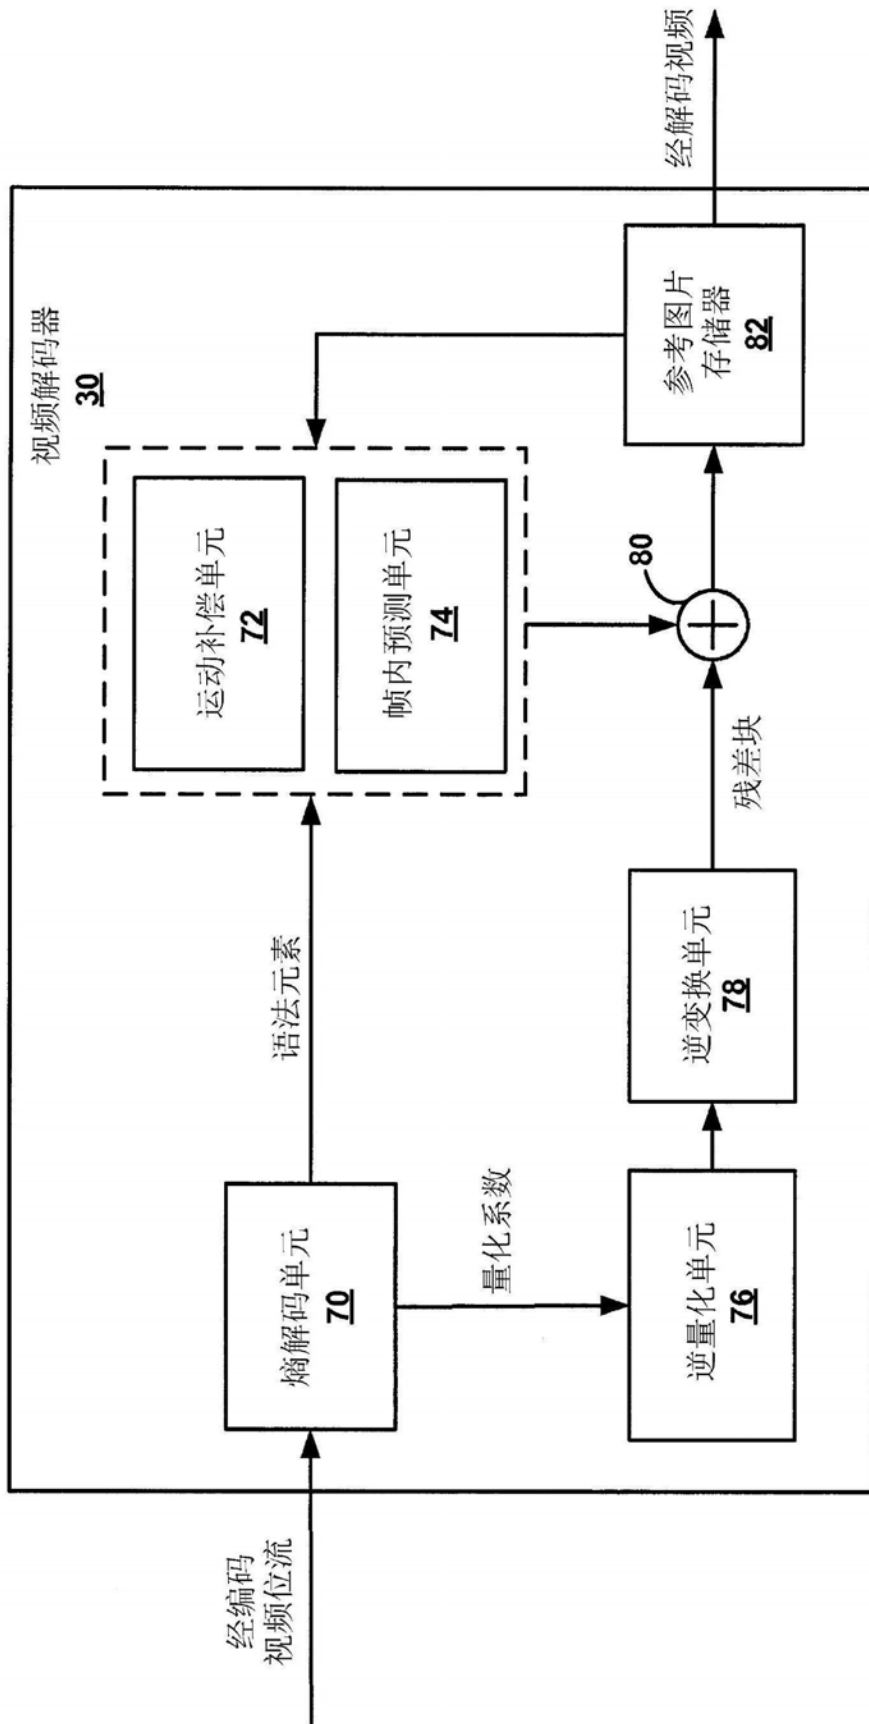 视频解码器
30
经编码
视频位流
熵解码单元
70
语法元素
运动补偿单元
72
帧内预测单元
74
量化系数
逆量化单元
76
逆变换单元
78
残差块
80
参考图片
存储器
82
经解码视频